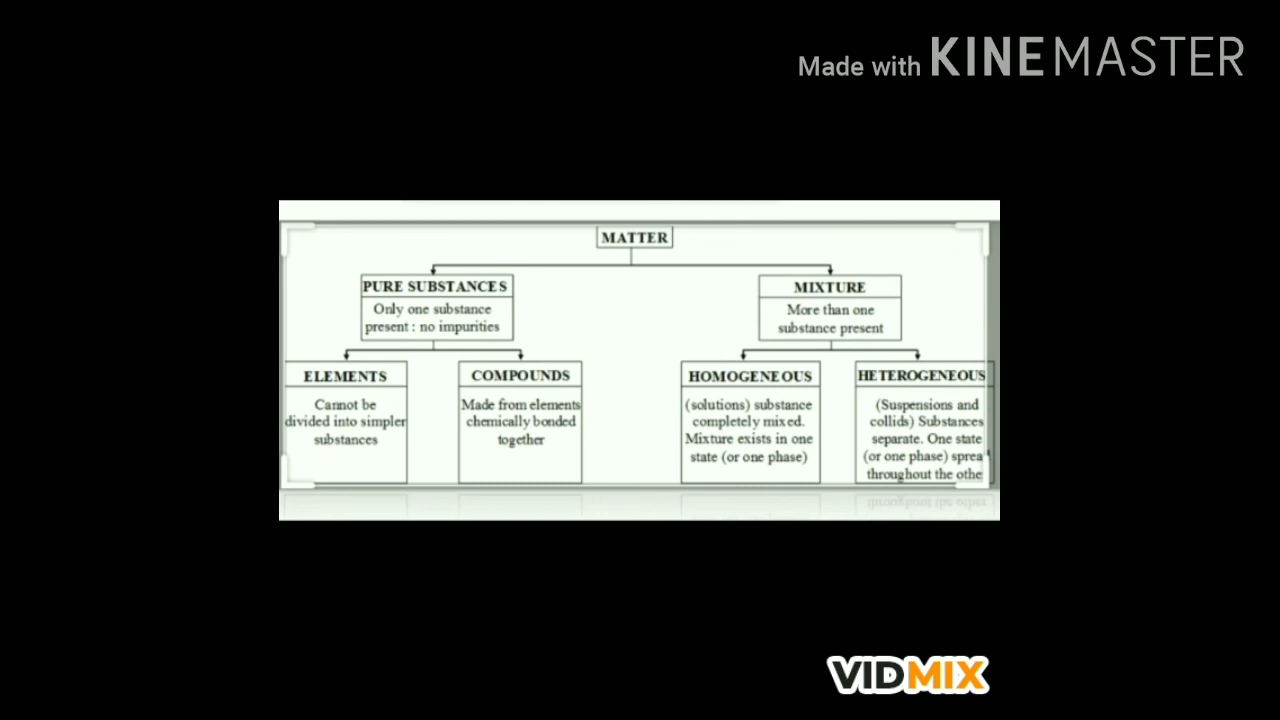 Made with KINEMASTER
MATTER
PURE SUBSTANCES
Only one substance
present : no impurities
MIXTURE
More than one
substance present
ELEMENTS
Cannot be
divided into simpler
substances
COMPOUNDS
Made from elements
chemically bonded
together
HOMOGENEOUS
(solutions) substance
completely mixed.
Mixture exists in one
state (or one phase)
HETEROGENEOUS
(Suspensions and
collids) Substances
separate. One state
(or one phase) sprea
throughout the othe
VIDMIX